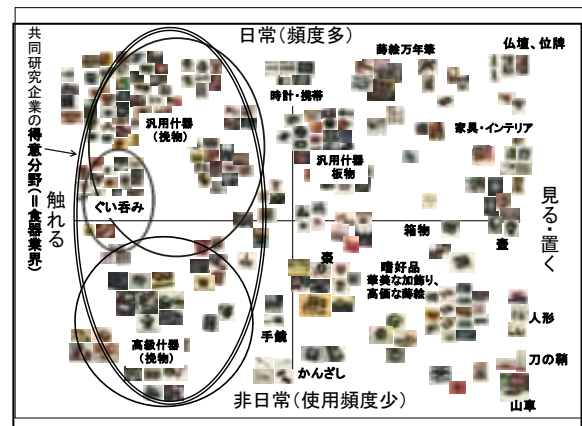 日常(頻度多)
共同研究企業の得意分野(=食器業界)
触れる
見る・置く
非日常(使用頻度少)
蒔絵万年筆
仏壇、位牌
時計・携帯
汎用什器
(挽物)
家具・インテリア
汎用什器
板物
ぐい呑み
箱物
壷
棗
嗜好品
華美な加飾り、
高価な蒔絵
高級什器
(挽物)
手鏡
人形
かんざし
刀の鞘
山車